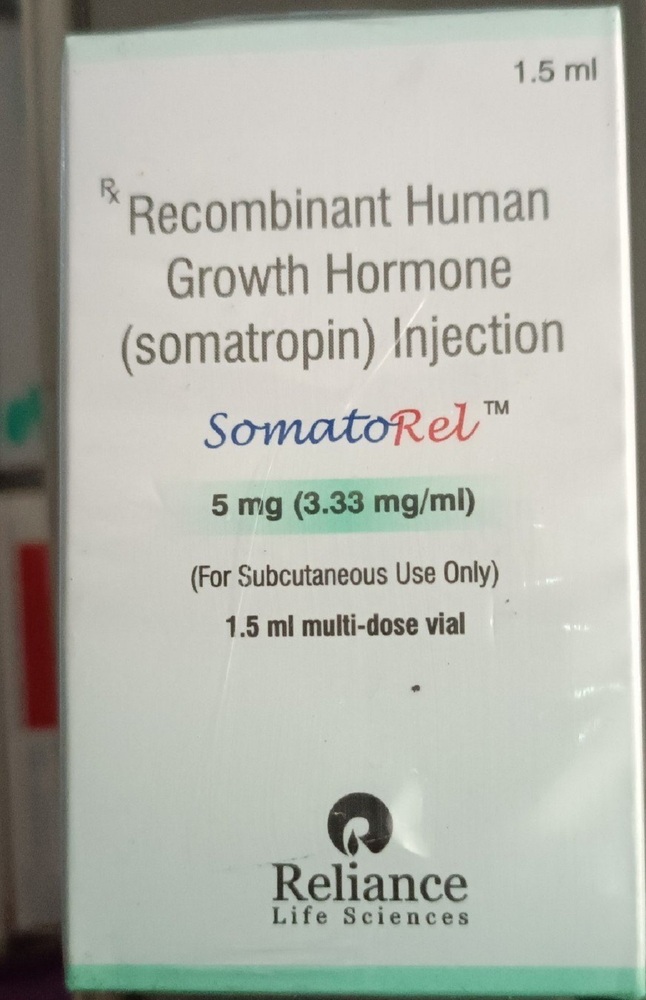 1.5 ml
Rx Recombinant Human
Growth Hormone
(somatropin) Injection
SomatoRel™
5 mg (3.33 mg/ml)
(For Subcutaneous Use Only)
1.5 ml multi-dose vial
Reliance
Life Sciences